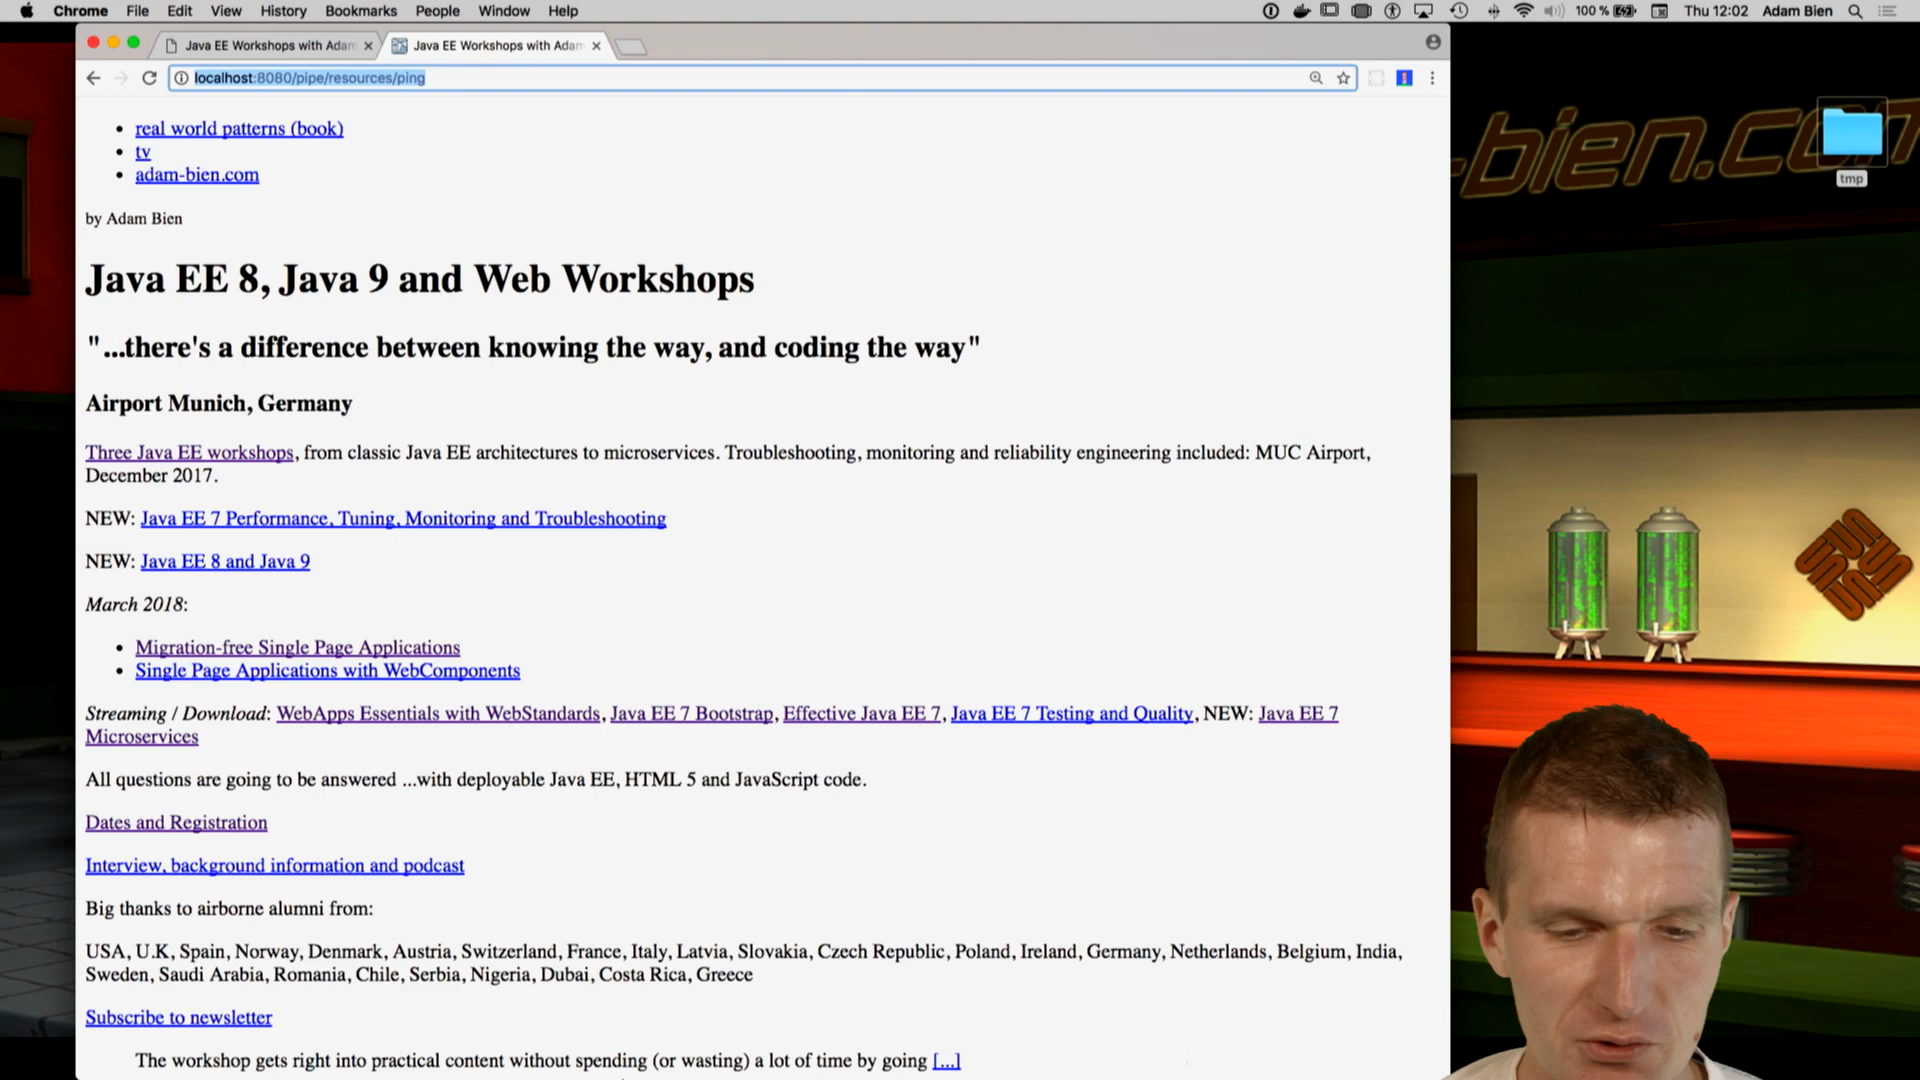 Chrome File Edit View History Bookmarks People Window Help
100 % Thu 12:02 Adam Bien
Java EE Workshops with Adam
Java EE Workshops with Adam
localhost:8080/pipe/resources/ping
-bien.com
tmp
real world patterns (book)
tv
adam-bien.com
by Adam Bien
Java EE 8, Java 9 and Web Workshops
"...there's a difference between knowing the way, and coding the way"
Airport Munich, Germany
Three Java EE workshops, from classic Java EE architectures to microservices. Troubleshooting, monitoring and reliability engineering included: MUC Airport,
December 2017.
NEW: Java EE 7 Performance, Tuning, Monitoring and Troubleshooting
NEW: Java EE 8 and Java 9
March 2018:
Migration-free Single Page Applications
Single Page Applications with WebComponents
Streaming / Download: WebApps Essentials with WebStandards, Java EE 7 Bootstrap, Effective Java EE 7, Java EE 7 Testing and Quality, NEW: Java EE 7
Microservices
All questions are going to be answered ...with deployable Java EE, HTML 5 and JavaScript code.
Dates and Registration
Interview, background information and podcast
Big thanks to airborne alumni from:
USA, U.K, Spain, Norway, Denmark, Austria, Switzerland, France, Italy, Latvia, Slovakia, Czech Republic, Poland, Ireland, Germany, Netherlands, Belgium, India,
Sweden, Saudi Arabia, Romania, Chile, Serbia, Nigeria, Dubai, Costa Rica, Greece
Subscribe to newsletter
The workshop gets right into practical content without spending (or wasting) a lot of time by going [...]